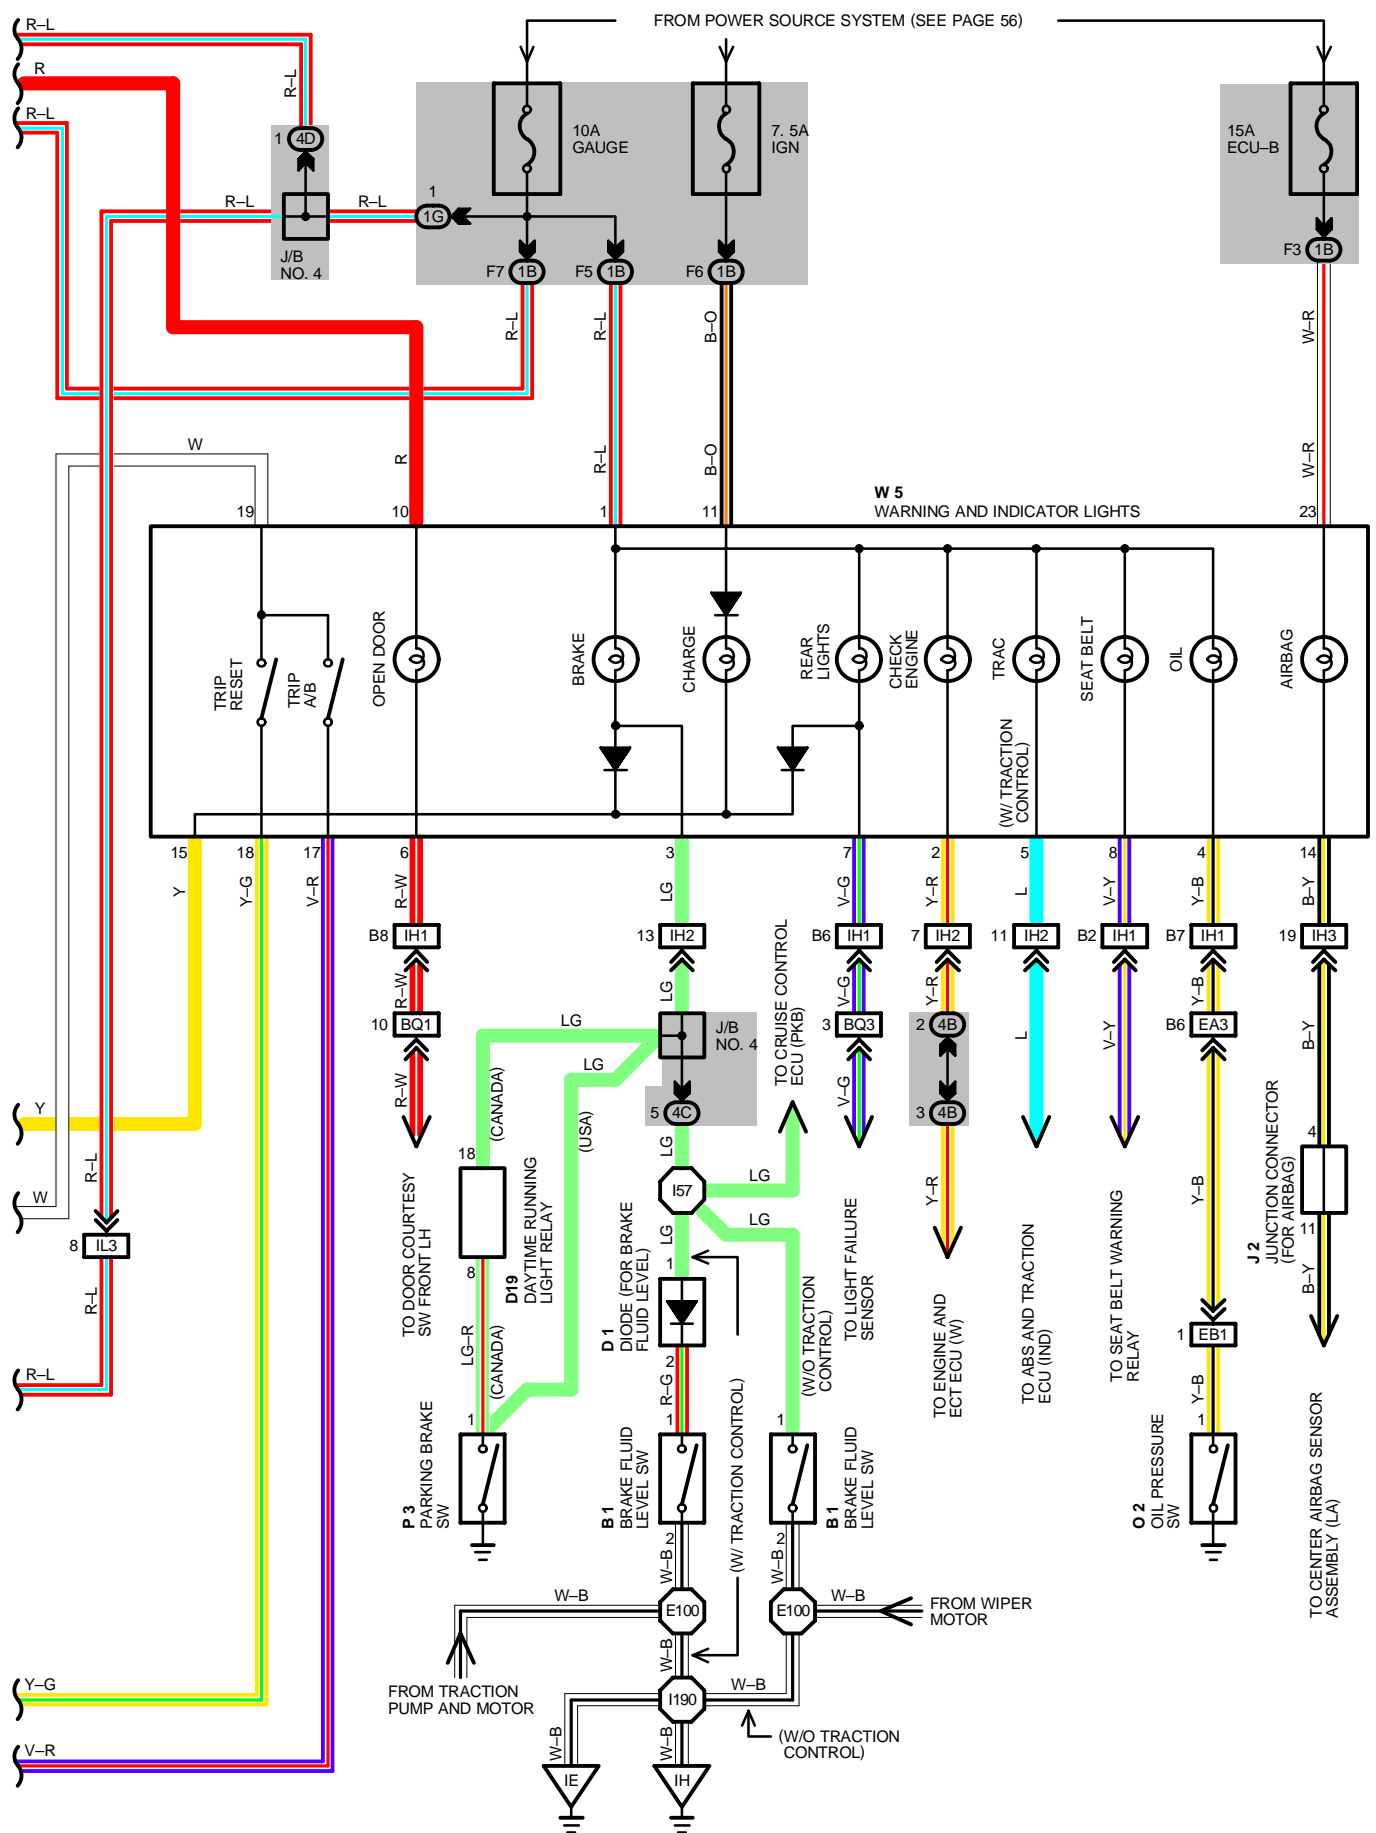 FROM POWER SOURCE SYSTEM (SEE PAGE 56)
R–L
R
R–L
R–L
1 4D
10A
GAUGE
7. 5A
IGN
15A
ECU–B
R–L
R–L
1
1G
J/B
NO. 4
F7 1B
F5 1B
F6 1B
F3 1B
R–L
R–L
B–O
W–R
W
R
R–L
B–O
W–R
W 5
WARNING AND INDICATOR LIGHTS
19
10
1
11
23
TRIP
RESET
TRIP
A/B
OPEN DOOR
BRAKE
CHARGE
REAR
LIGHTS
CHECK
ENGINE
TRAC
(W/ TRACTION
CONTROL)
SEAT BELT
OIL
AIRBAG
15
18
17
6
3
7
2
5
8
4
14
Y
Y–G
V–R
R–W
LG
V–G
Y–R
L
V–Y
Y–B
B–Y
B8 IH1
13 IH2
B6 IH1
7 IH2
11 IH2
B2 IH1
B7 IH1
19 IH3
R–W
LG
V–G
Y–R
L
V–Y
Y–B
B–Y
10 BQ1
LG
LG
J/B
NO. 4
TO CRUISE CONTROL
ECU (PKB)
3 BQ3
2 4B
B6 EA3
R–W
(CANADA)
(USA)
5 4C
V–G
3 4B
Y
R–L
18
LG
I57
LG
LG
LG
Y–R
Y–B
4
W
8 IL3
R–L
TO DOOR COURTESY
SW FRONT LH
8
D19
DAYTIME RUNNING
LIGHT RELAY
LG–R
(CANADA)
1
D 1
DIODE (FOR BRAKE
FLUID LEVEL)
2
R–G
(W/O TRACTION
CONTROL)
TO LIGHT FAILURE
SENSOR
TO ENGINE AND
ECT ECU (W)
TO ABS AND TRACTION
ECU (IND)
TO SEAT BELT WARNING
RELAY
1 EB1
Y–B
J 2
JUNCTION CONNECTOR
(FOR AIRBAG)
11
B–Y
R–L
1
1
1
1
P 3
PARKING BRAKE
SW
B 1
BRAKE FLUID
LEVEL SW
(W/ TRACTION CONTROL)
B 1
BRAKE FLUID
LEVEL SW
O 2
OIL PRESSURE
SW
TO CENTER AIRBAG SENSOR
ASSEMBLY (LA)
2
2
W–B
W–B
W–B
E100
E100
W–B
FROM WIPER
MOTOR
W–B
Y–G
FROM TRACTION
PUMP AND MOTOR
I190
W–B
(W/O TRACTION
CONTROL)
V–R
W–B
W–B
IE
IH